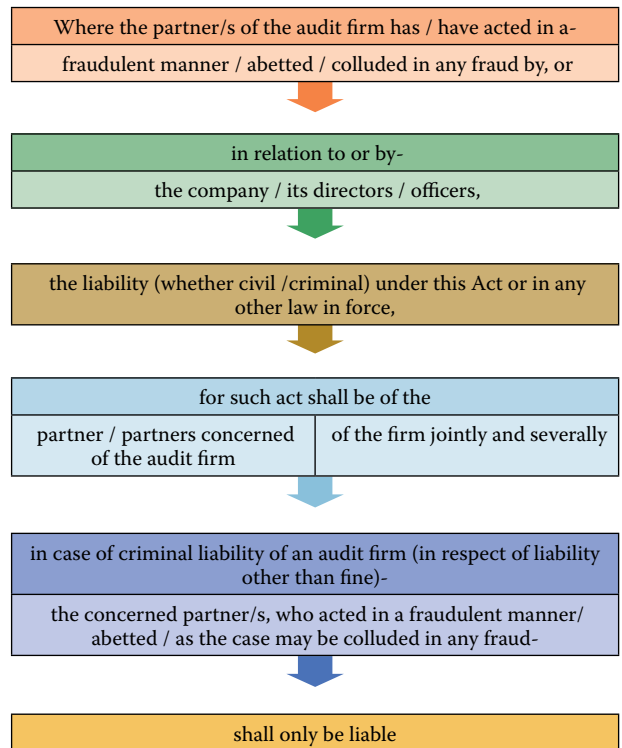 Where the partner/s of the audit firm has / have acted in a-
fraudulent manner / abetted / colluded in any fraud by, or
in relation to or by-
the company / its directors / officers,
the liability (whether civil /criminal) under this Act or in any
other law in force,
for such act shall be of the
partner / partners concerned
of the audit firm
of the firm jointly and severally
in case of criminal liability of an audit firm (in respect of liability
other than fine)-
the concerned partner/s, who acted in a fraudulent manner/
abetted / as the case may be colluded in any fraud-
shall only be liable